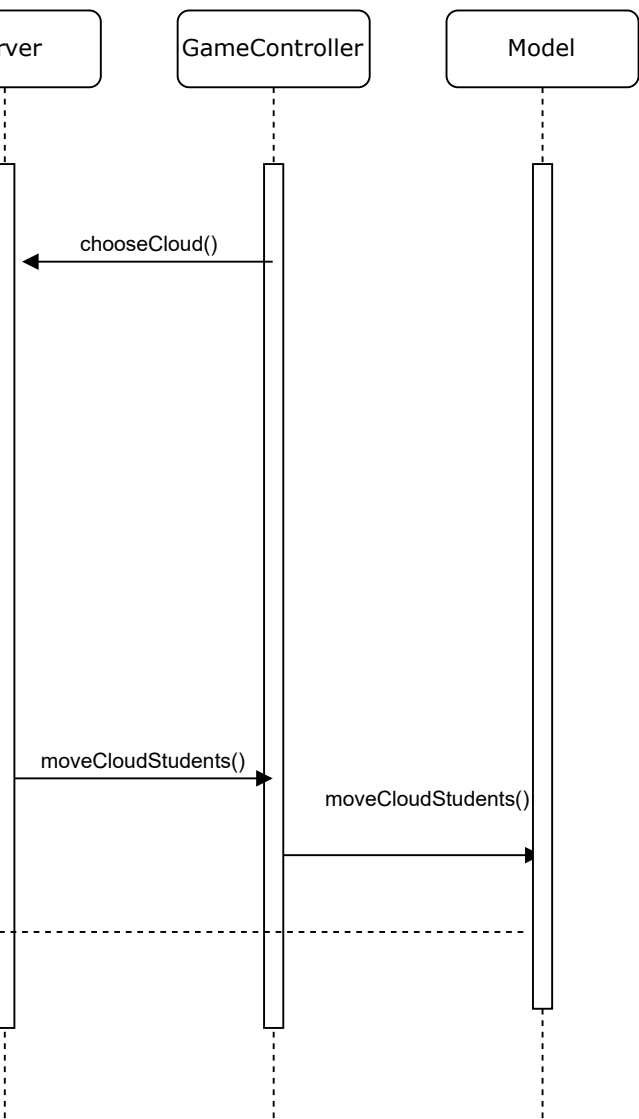 rver
GameController
Model
chooseCloud()
moveCloudStudents()
moveCloudStudents()